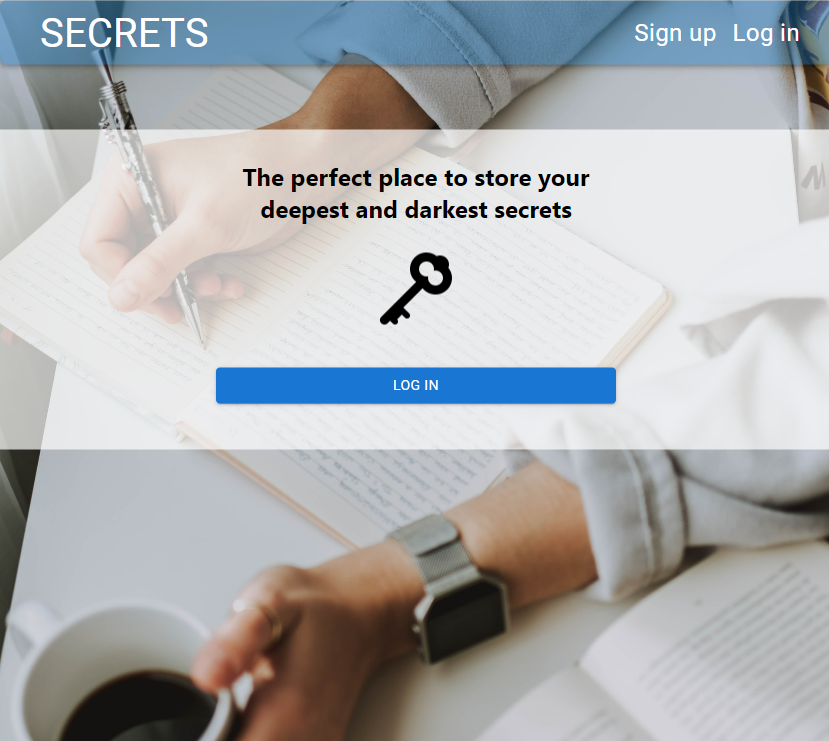 SECRETS
Sign up Log in
The perfect place to store your
deepest and darkest secrets
LOG IN